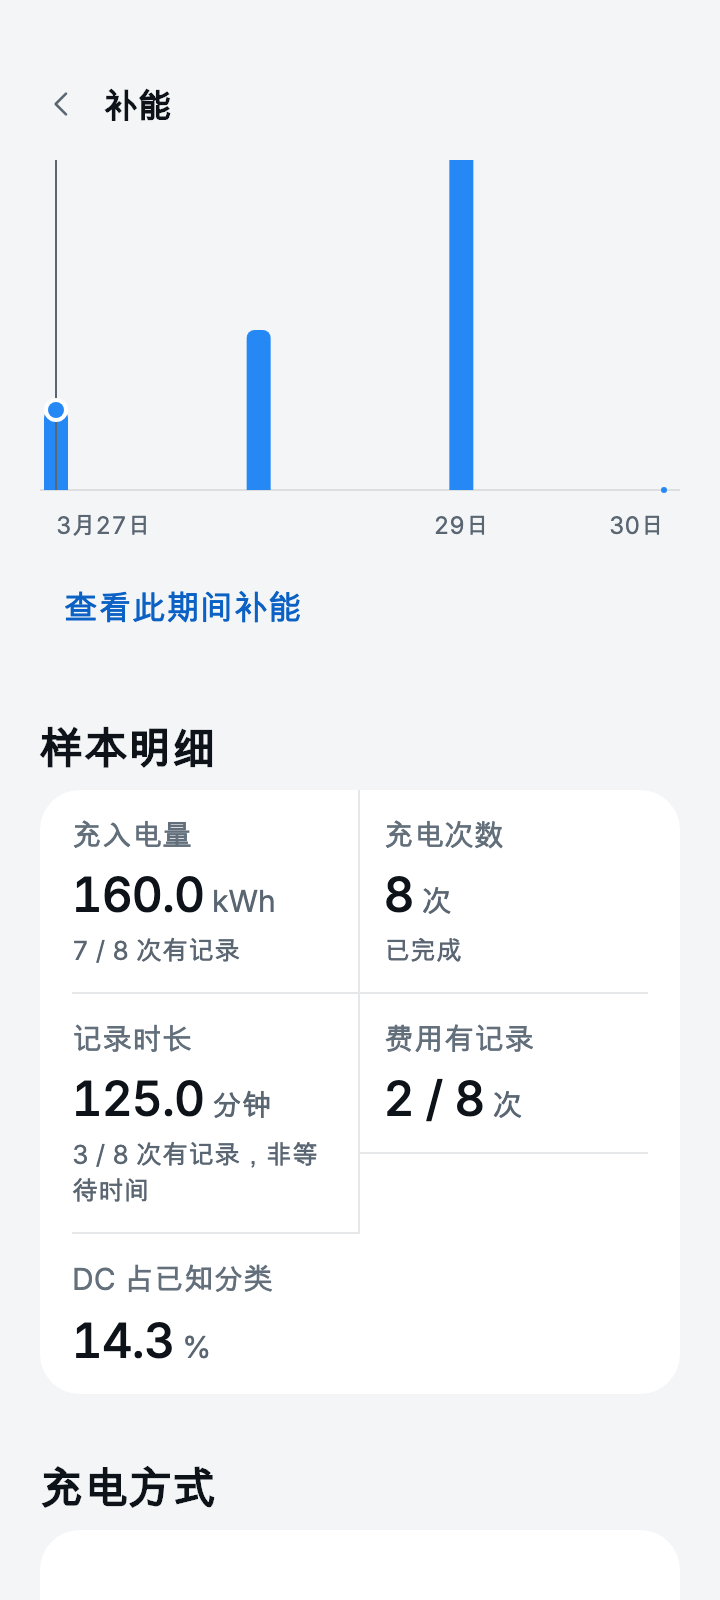 补能
3月27日
29日
30日
查看此期间补能
样本明细
充入电量
160.0 kWh
7 / 8 次有记录
充电次数
8 次
已完成
记录时长
125.0 分钟
3 / 8 次有记录，非等
待时间
费用有记录
2 / 8 次
DC 占已知分类
14.3 %
充电方式